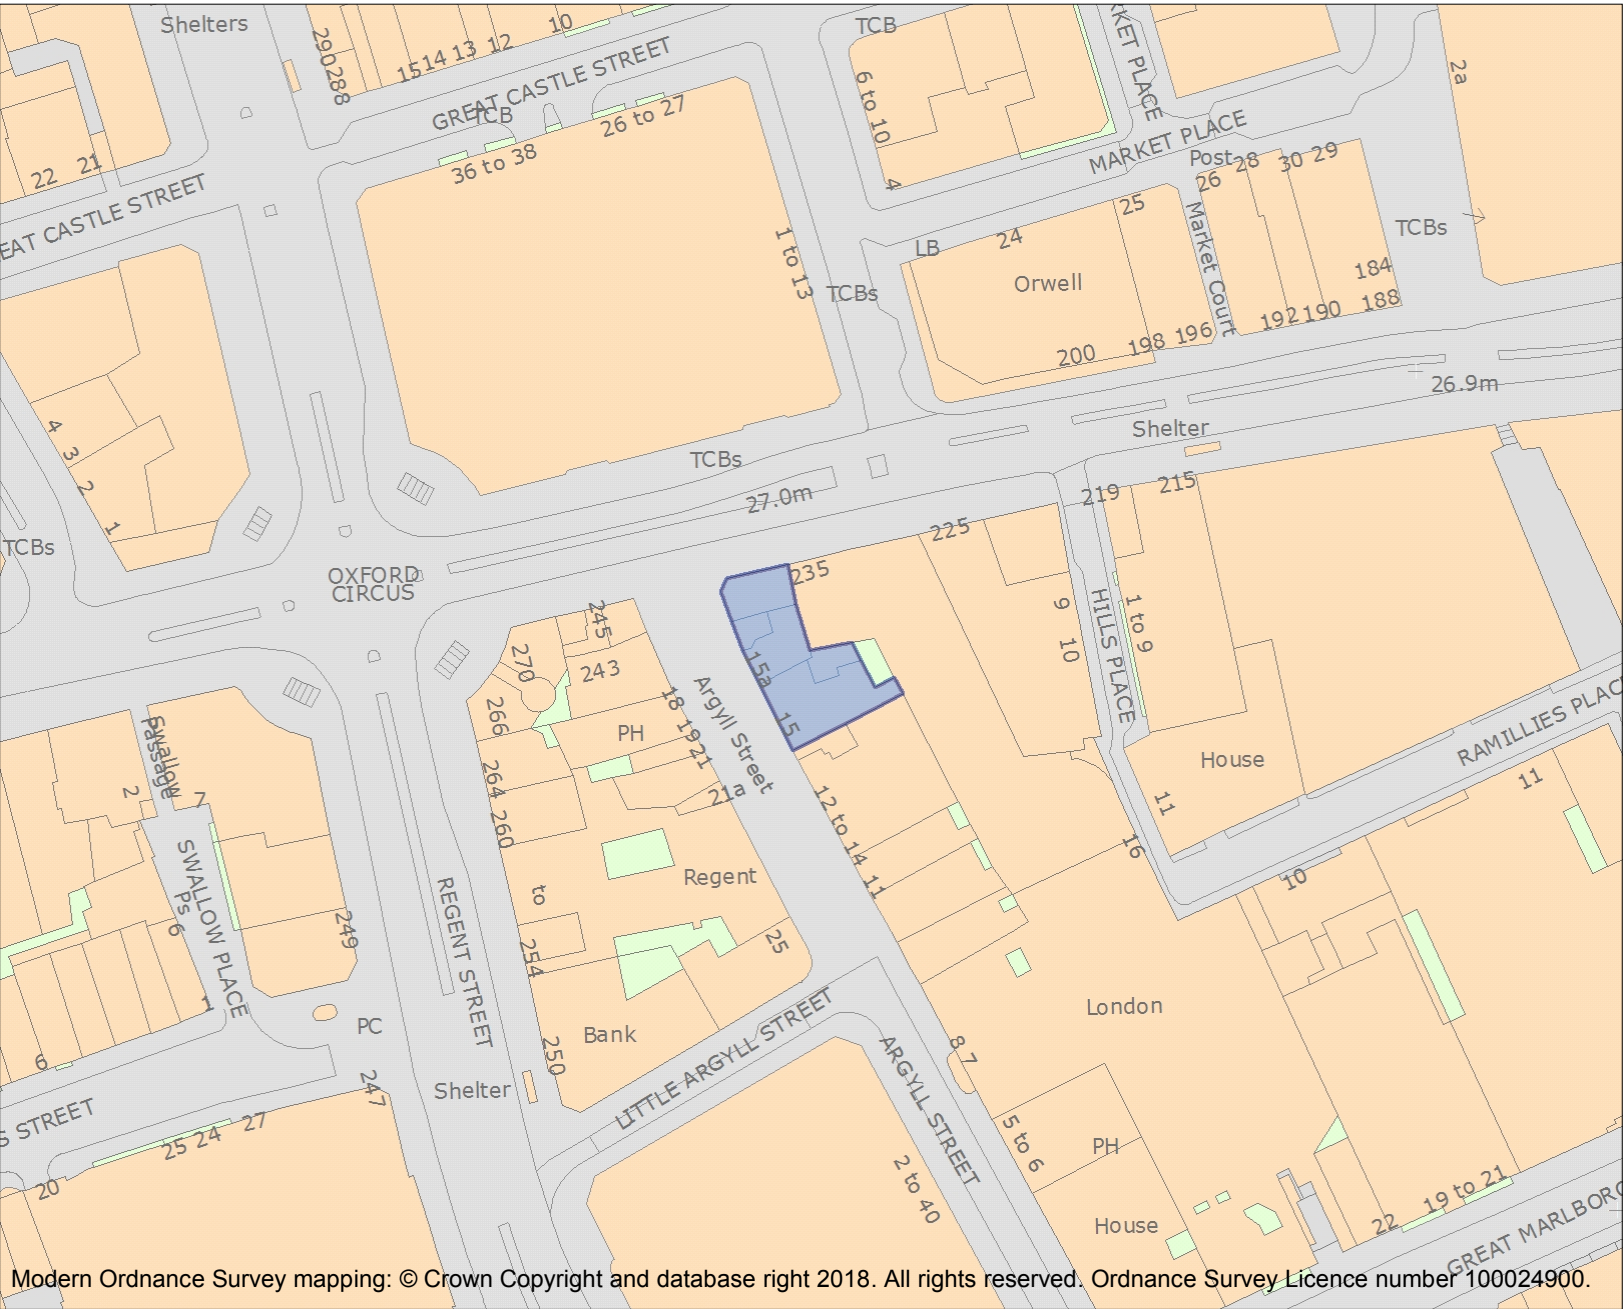 Shelters
290
288
1514 13 12
10
GREAT CASTLE STREET
TCB
TCB
6 to 10
4
RKET PLACE
2a
22
21
EAT CASTLE STREET
36 to 38
26 to 27
MARKET PLACE
Post
26
28
30 29
25
24
LB
Orwell
Market Court
TCBs
1 to 13
TCBs
184
188
192 190
196
198
200
26.9m
Shelter
4
3
2
1
TCBs
TCBs
27.0m
219
215
225
235
OXFORD
CIRCUS
245
243
270
266
264
260
to
254
250
9
10
HILLS PLACE
1 to 9
15a
15
18
1921
Argyll Street
PH
21a
Swallow
Passage
2
7
SWALLOW PLACE
Ps
6
1
249
REGENT STREET
Regent
25
12 to 14
11
House
RAMILLIES PLAC
11
11
16
10
PC
Bank
LITTLE ARGYLL STREET
London
6
Shelter
247
S STREET
25 24
27
20
ARGYLL STREET
8
7
5 to 6
PH
2 to 40
House
22
19 to 21
GREAT MARLBORO
Modern Ordnance Survey mapping: © Crown Copyright and database right 2018. All rights reserved. Ordnance Survey Licence number 100024900.